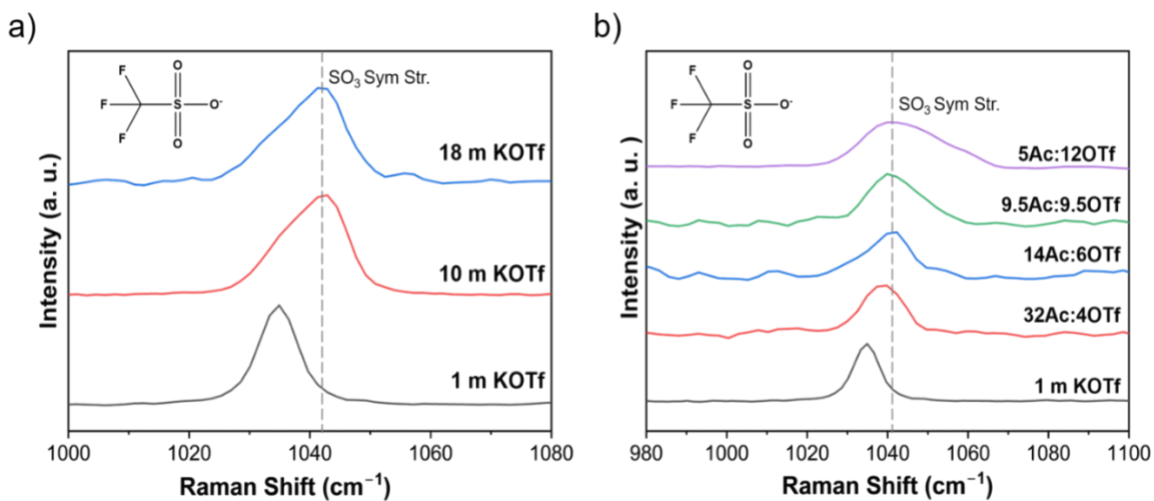 a)
F
F
F
S
O
O
O⁻
SO₃ Sym Str.
18 m KOTf
10 m KOTf
1 m KOTf
Intensity (a. u.)
1000
1020
1040
1060
1080
Raman Shift (cm⁻¹)
b)
F
F
F
S
O
O
O⁻
SO₃ Sym Str.
5Ac:12OTf
9.5Ac:9.5OTf
14Ac:6OTf
32Ac:4OTf
1 m KOTf
Intensity (a. u.)
980
1000
1020
1040
1060
1080
1100
Raman Shift (cm⁻¹)